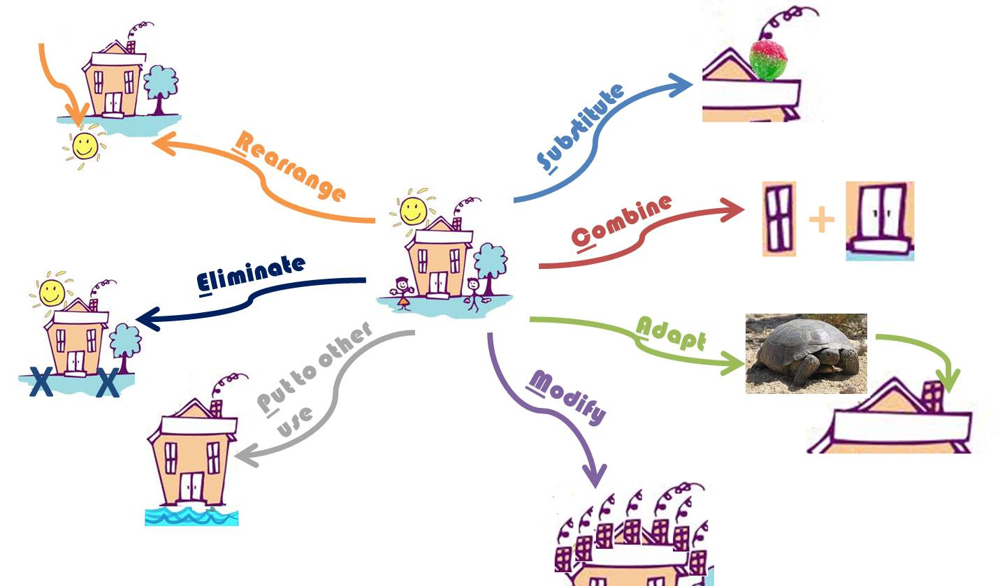 Substitute
Combine
Adapt
Modify
Put to other
use
Eliminate
X X
Rearrange